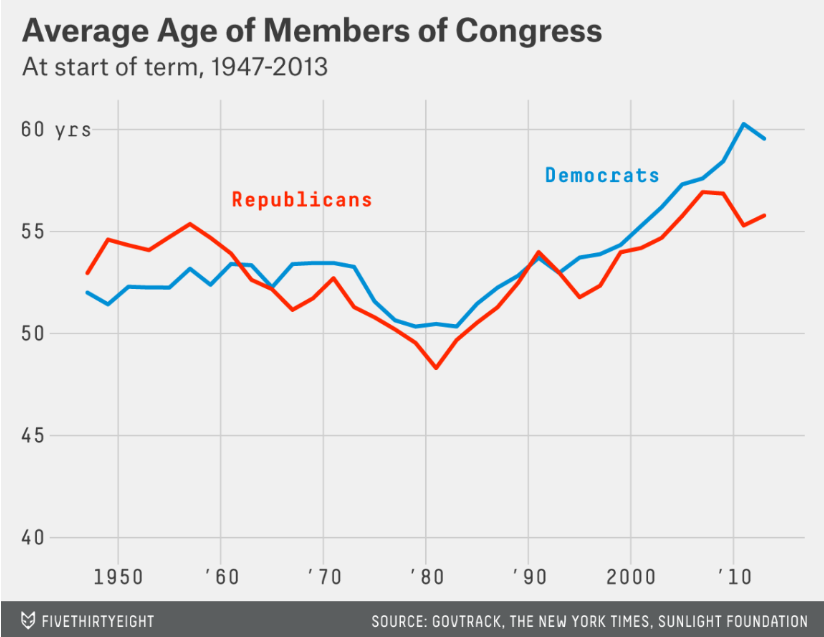 Average Age of Members of Congress
At start of term, 1947-2013
60 yrs
Republicans
Democrats
55
50
45
40
1950 '60 '70 '80 '90 2000 '10
FIVETHIRTYEIGHT
SOURCE: GOVTRACK, THE NEW YORK TIMES, SUNLIGHT FOUNDATION